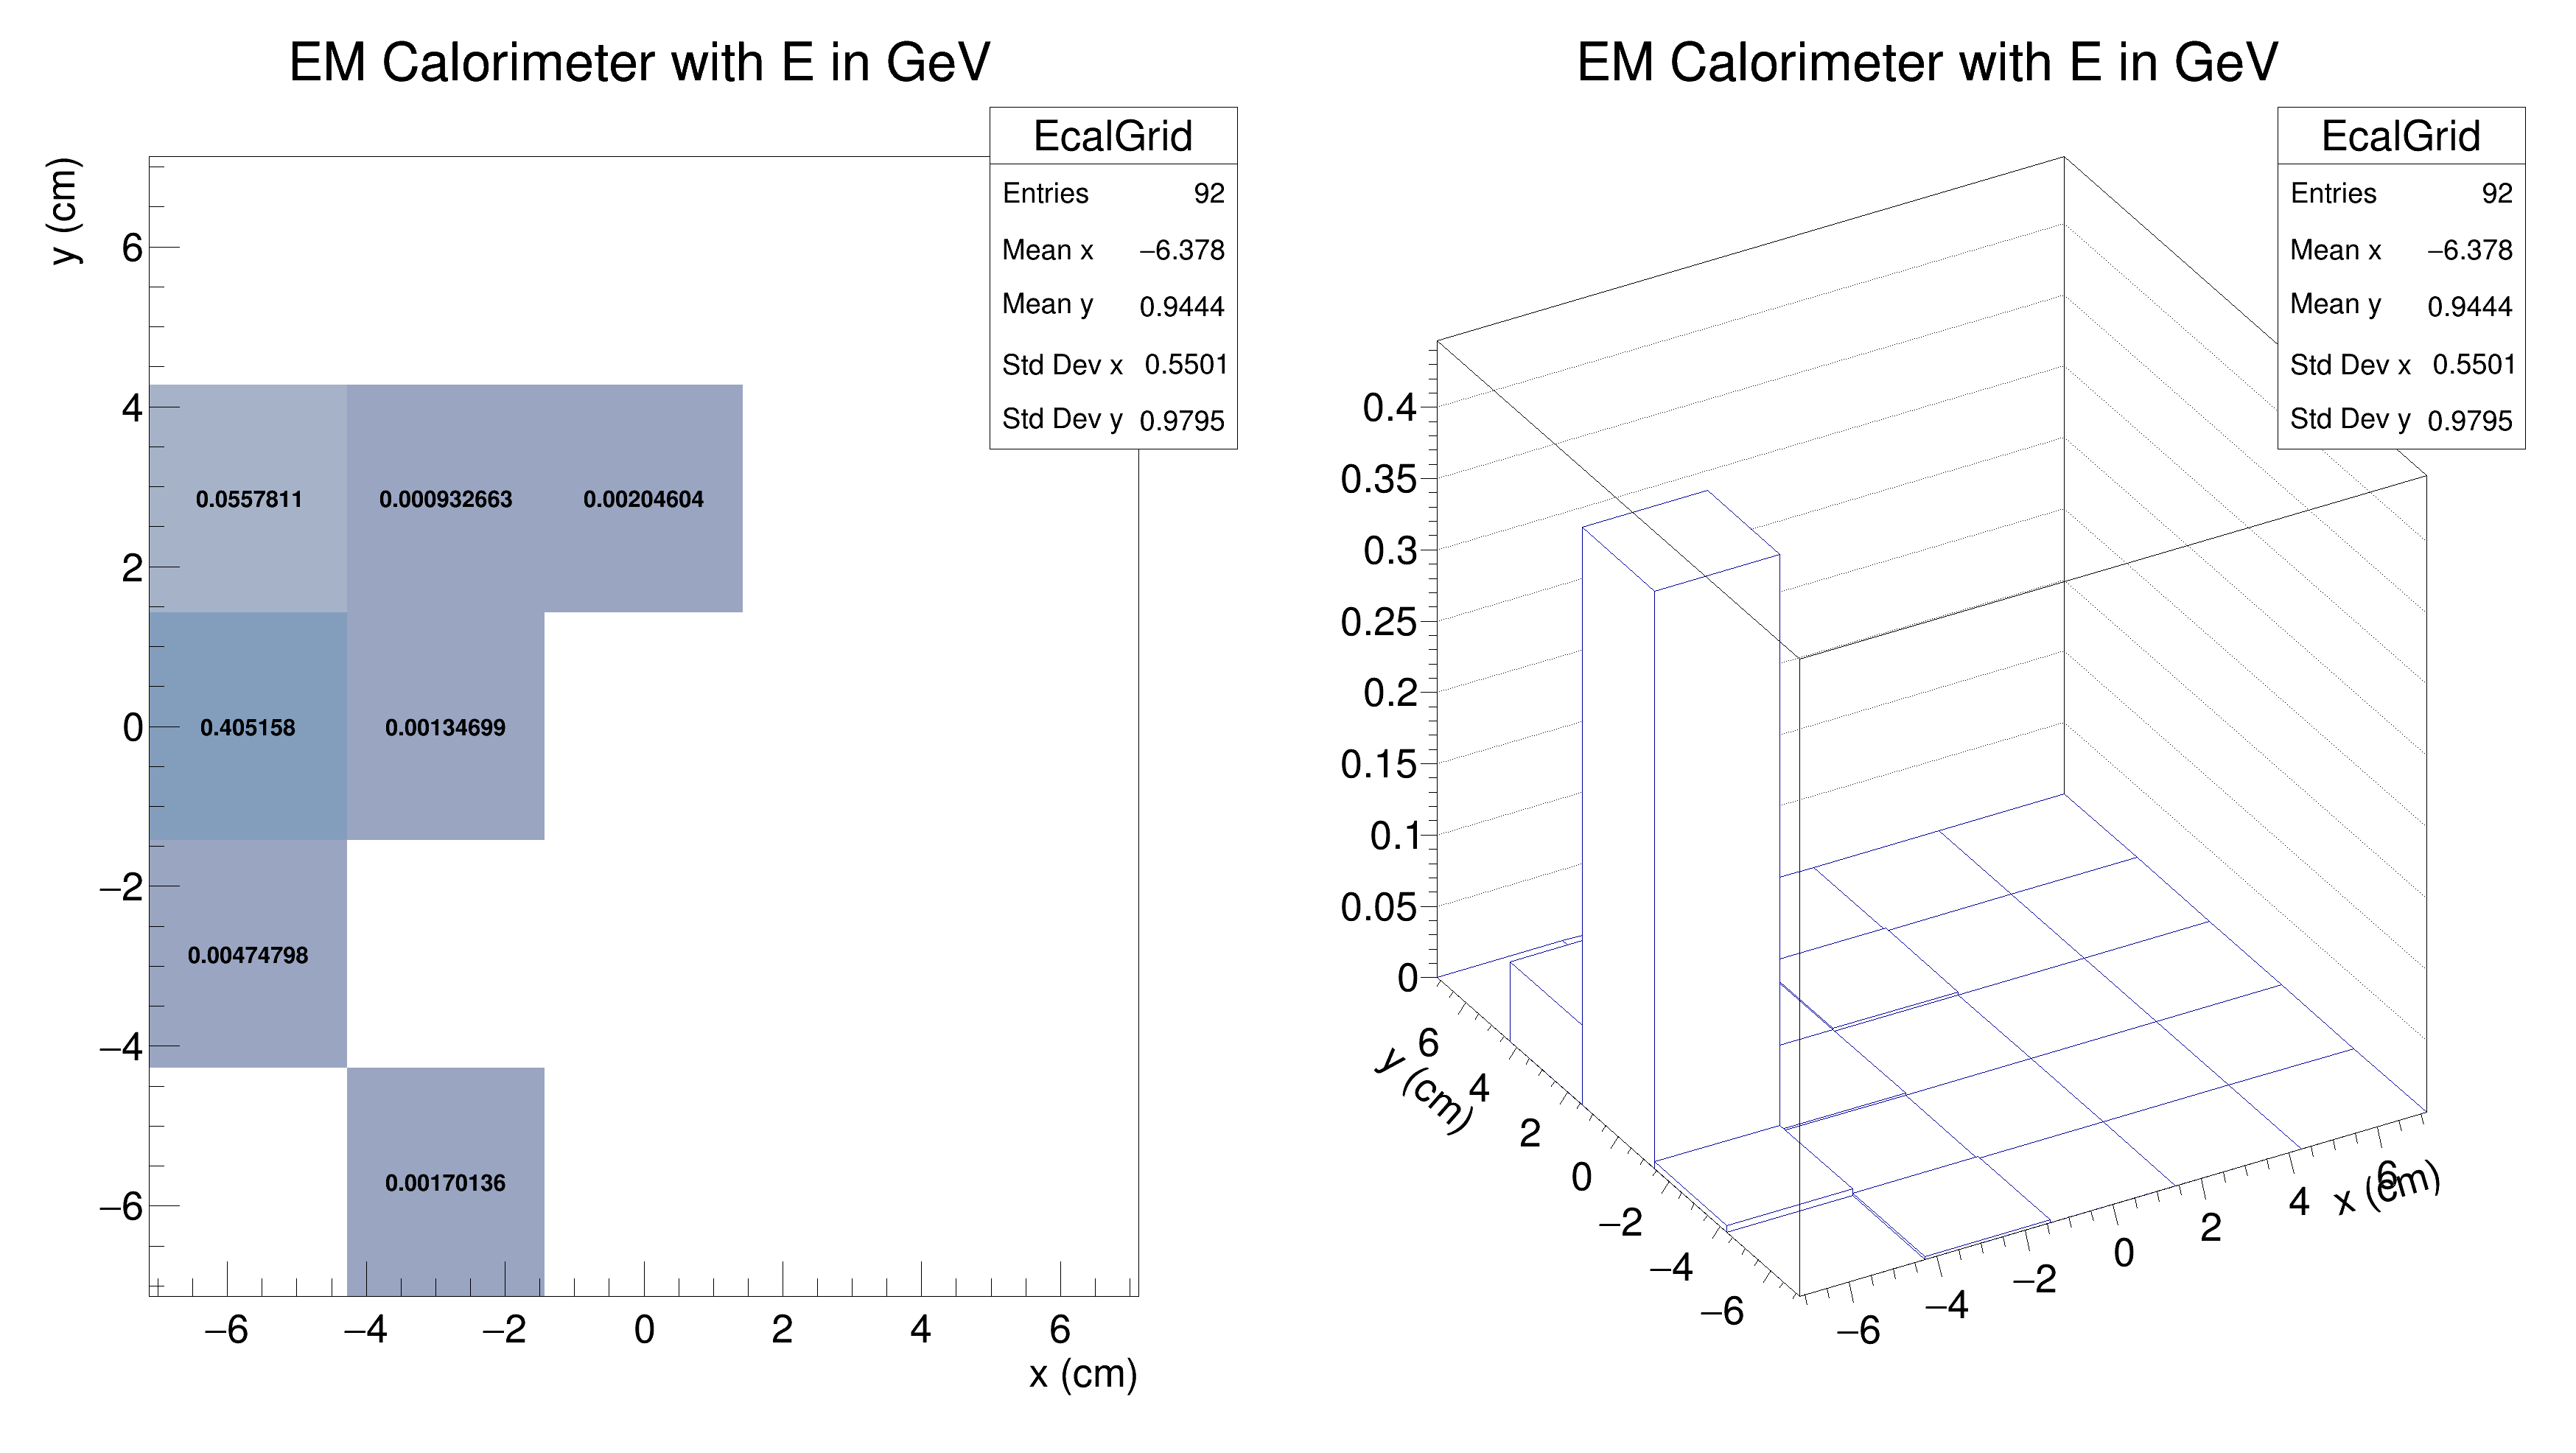 EM Calorimeter with E in GeV
EcalGrid
Entries 92
Mean x −6.378
Mean y 0.9444
Std Dev x 0.5501
Std Dev y 0.9795
y (cm)
6
4
2
0
−2
−4
−6
0.0557811 0.000932663 0.00204604
0.405158 0.00134699
0.00474798
0.00170136
−6 −4 −2 0 2 4 6
x (cm)
EM Calorimeter with E in GeV
EcalGrid
Entries 92
Mean x −6.378
Mean y 0.9444
Std Dev x 0.5501
Std Dev y 0.9795
0.4
0.35
0.3
0.25
0.2
0.15
0.1
0.05
0
6
4
2
0
−2
−4
−6
y (cm)
−6 −4 −2 0 2 4 6
x (cm)